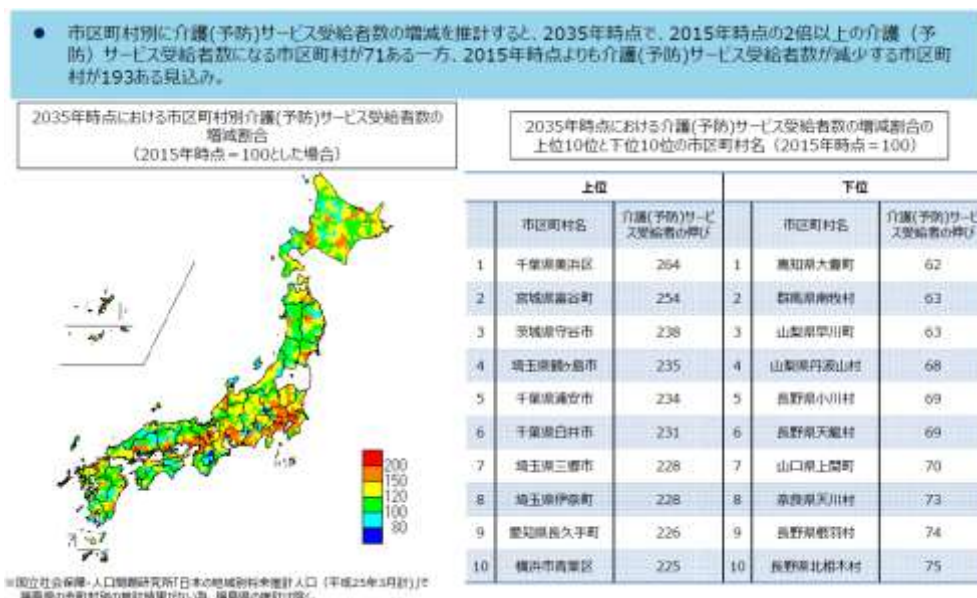 ● 市区町村別に介護(予防)サービス受給者数の増減を推計すると、2035年時点で、2015年時点の2倍以上の介護（予
防）サービス受給者数になる市区町村が71ある一方、2015年時点よりも介護(予防)サービス受給者数が減少する市区町
村が193ある見込み。
2035年時点における市区町村別介護(予防)サービス受給者数の
増減割合
（2015年時点＝100とした場合）
200
150
120
100
80
※国立社会保障・人口問題研究所「日本の地域別将来推計人口（平成25年3月計）」で
2035年時点における介護(予防)サービス受給者数の増減割合の
上位10位と下位10位の市区町村名（2015年時点＝100）
上位 下位
市区町村名 介護(予防)サービ 市区町村名 介護(予防)サービ
ス受給者の伸び ス受給者の伸び
1 千葉県美浜区 264 1 高知県大豊町 62
2 宮城県富谷町 254 2 群馬県南牧村 63
3 茨城県守谷市 238 3 山梨県早川町 63
4 埼玉県鶴ヶ島市 235 4 山梨県丹波山村 68
5 千葉県浦安市 234 5 長野県小川村 69
6 千葉県白井市 231 6 長野県天龍村 69
7 埼玉県三郷市 228 7 山口県上関町 70
8 埼玉県伊奈町 228 8 奈良県天川村 73
9 愛知県長久手町 226 9 長野県根羽村 74
10 横浜市青葉区 225 10 長野県北相木村 75